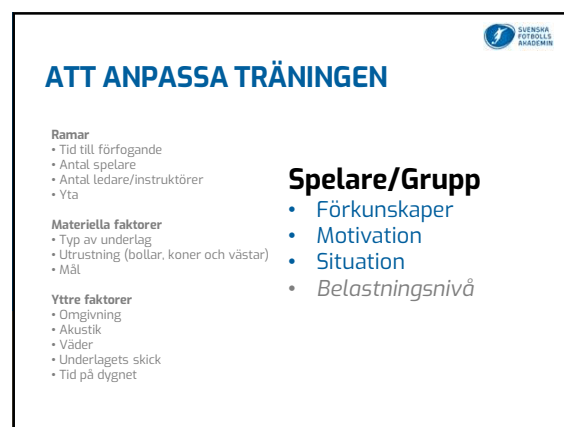 SVENSKA
FOTBOLLS
AKADEMIN
ATT ANPASSA TRÄNINGEN
Ramar
• Tid till förfogande
• Antal spelare
• Antal ledare/instruktörer
• Yta
Materiella faktorer
• Typ av underlag
• Utrustning (bollar, koner och västar)
• Mål
Yttre faktorer
• Omgivning
• Akustik
• Väder
• Underlagets skick
• Tid på dygnet
Spelare/Grupp
• Förkunskaper
• Motivation
• Situation
• Belastningsnivå